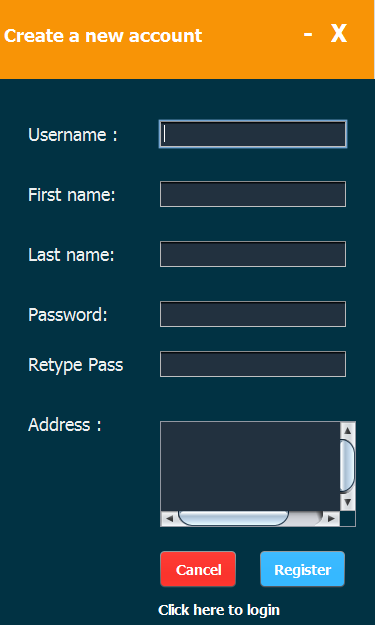 Create a new account - X
Username :
First name:
Last name:
Password:
Retype Pass
Address :
Cancel Register
Click here to login